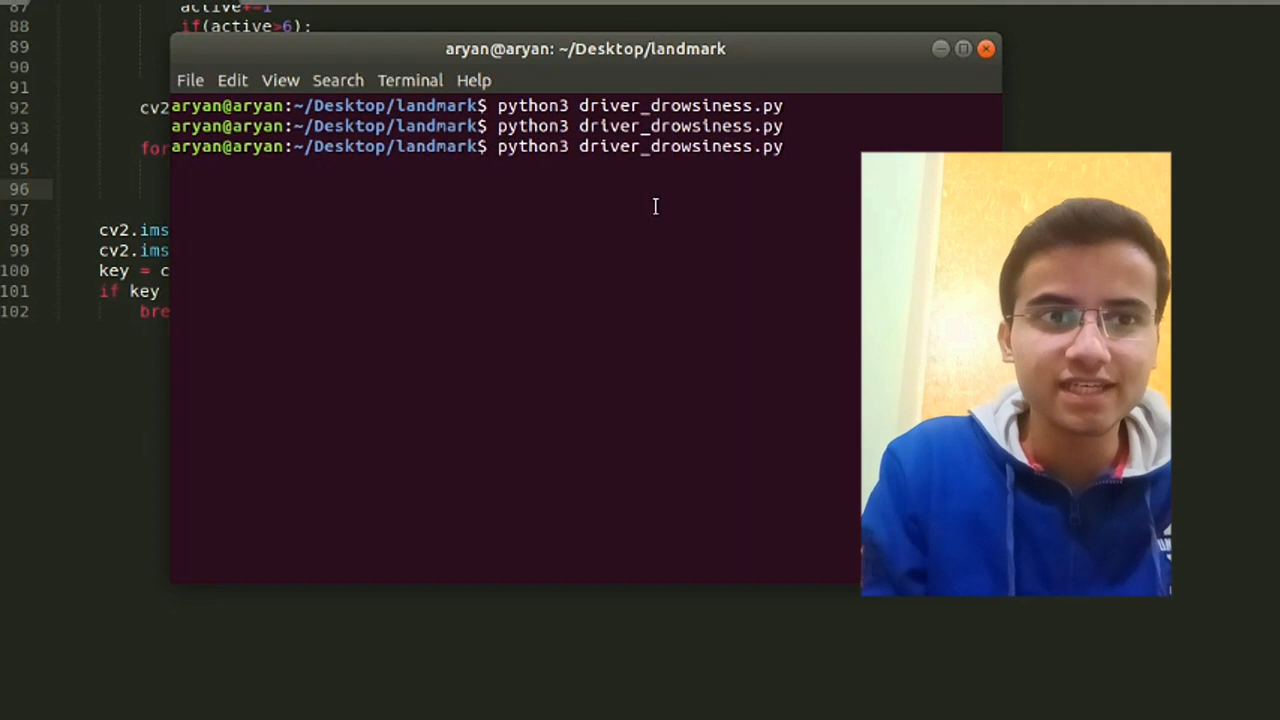 87 active+=1
88 if(active>6):
89
90
91
92 cv2
93
94 for
95
96
97
98 cv2.ims
99 cv2.ims
100 key = c
101 if key
102 bre
aryan@aryan: ~/Desktop/landmark
File Edit View Search Terminal Help
aryan@aryan:~/Desktop/landmark$ python3 driver_drowsiness.py
aryan@aryan:~/Desktop/landmark$ python3 driver_drowsiness.py
aryan@aryan:~/Desktop/landmark$ python3 driver_drowsiness.py